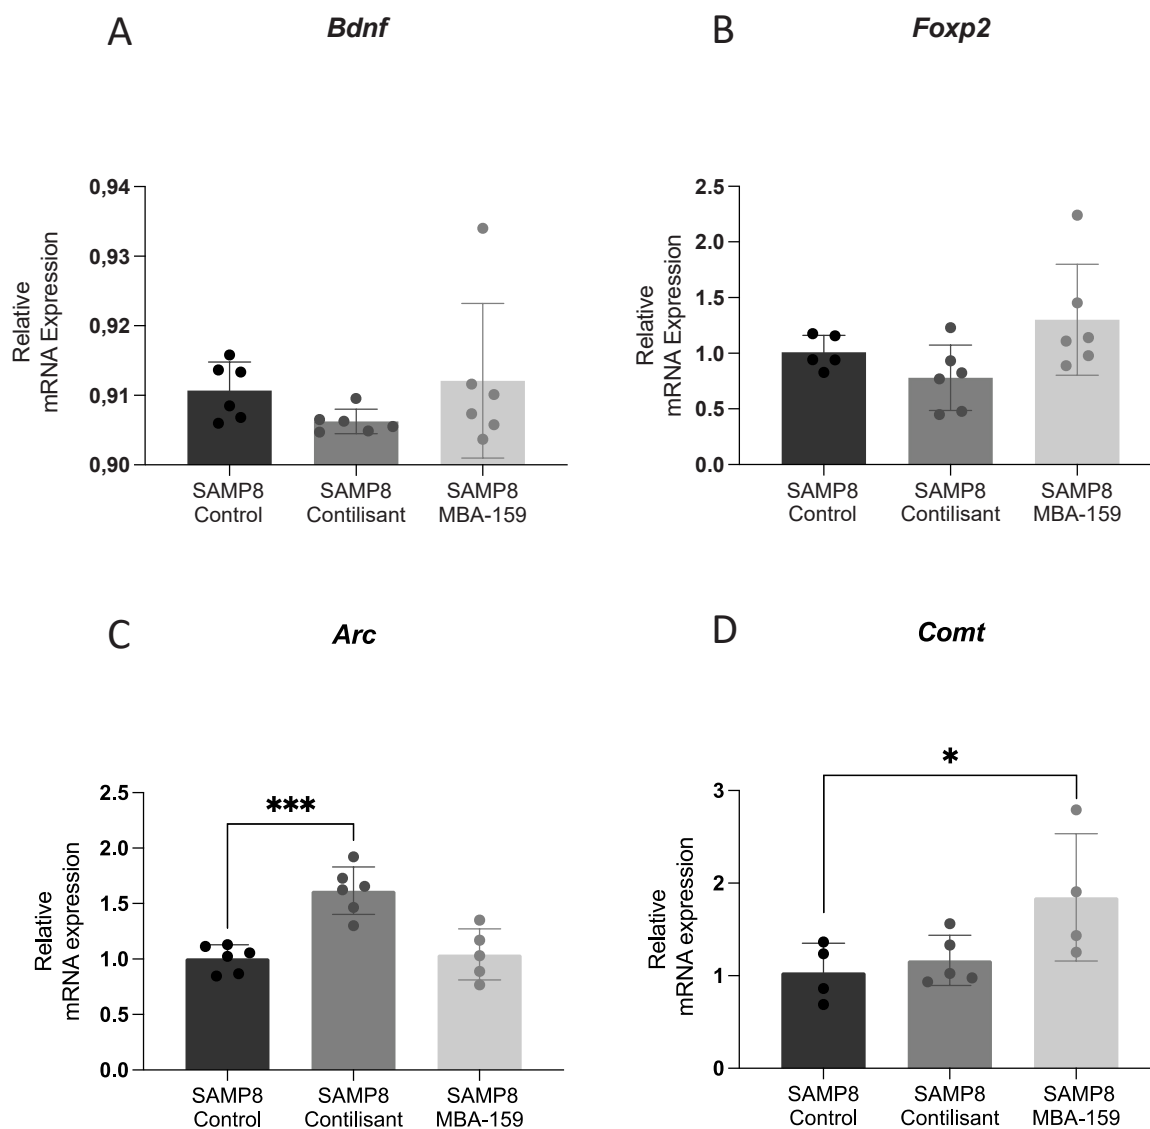 A
Bdnf
Relative
mRNA Expression
0,94
0,93
0,92
0,91
0,90
SAMP8
Control
SAMP8
Contilisant
SAMP8
MBA-159
B
Foxp2
Relative
mRNA Expression
2.5
2.0
1.5
1.0
0.5
0.0
SAMP8
Control
SAMP8
Contilisant
SAMP8
MBA-159
C
Arc
Relative
mRNA expression
2.5
2.0
1.5
1.0
0.5
0.0
***
SAMP8
Control
SAMP8
Contilisant
SAMP8
MBA-159
D
Comt
Relative
mRNA expression
3
2
1
0
*
SAMP8
Control
SAMP8
Contilisant
SAMP8
MBA-159